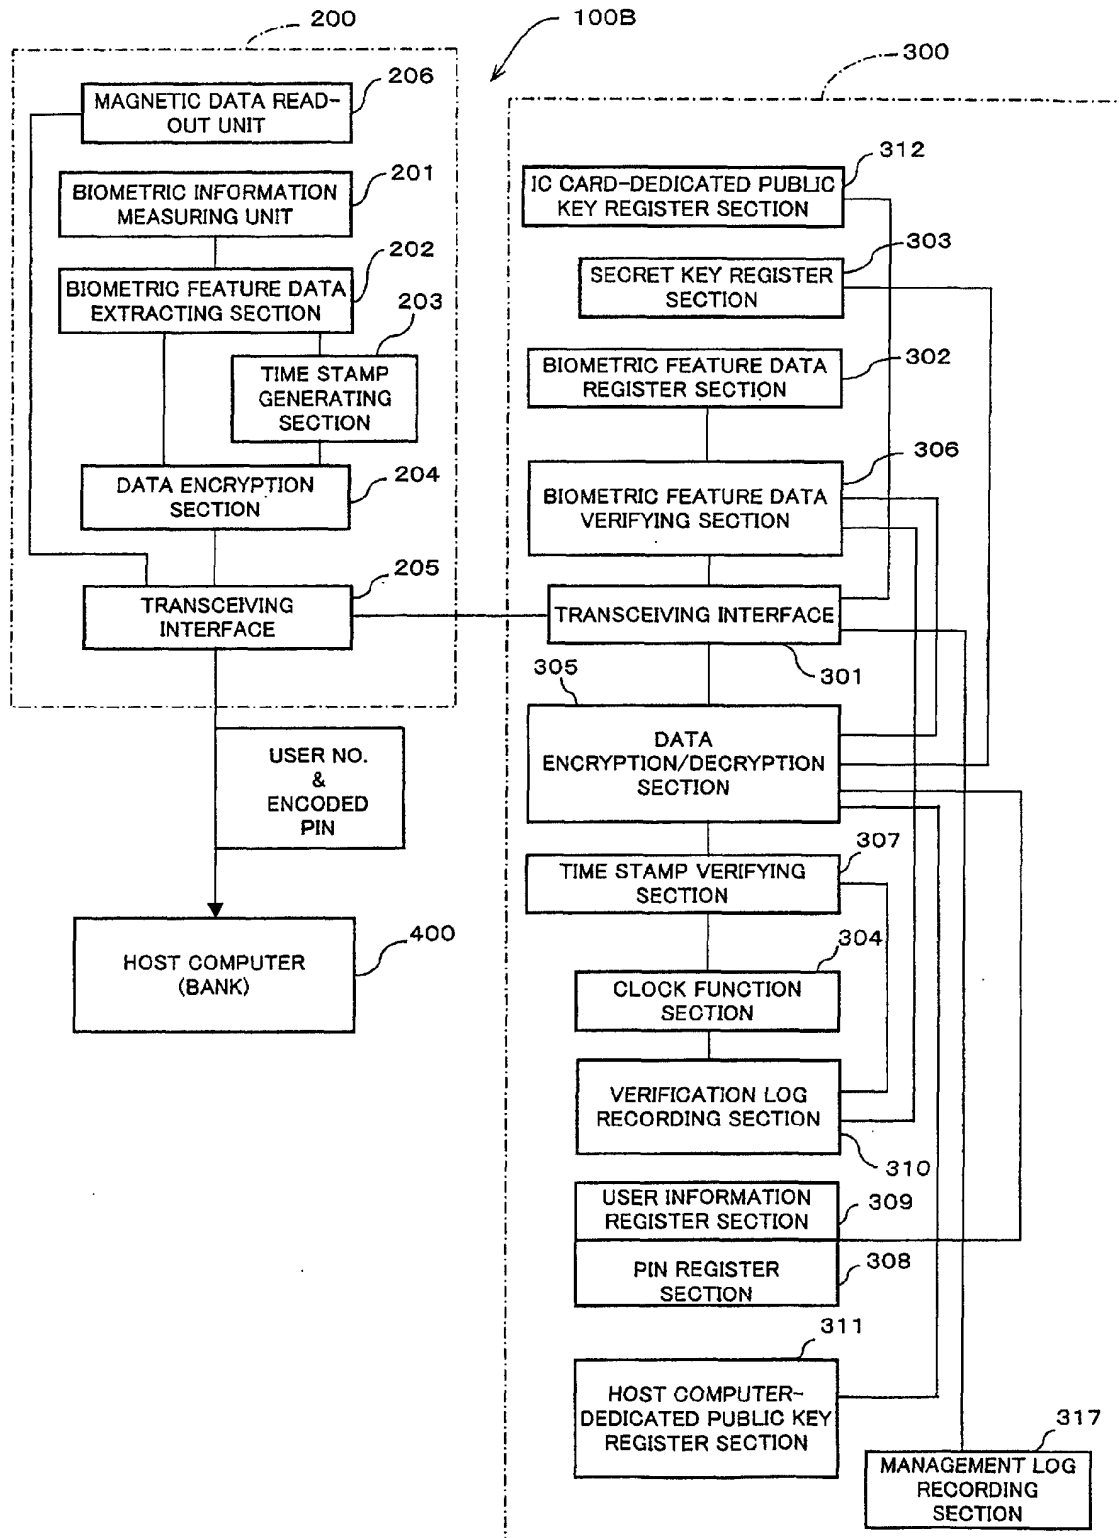 200
100B
300
206
MAGNETIC DATA READ-
OUT UNIT
201
BIOMETRIC INFORMATION
MEASURING UNIT
202
BIOMETRIC FEATURE DATA
EXTRACTING SECTION
203
TIME STAMP
GENERATING
SECTION
204
DATA ENCRYPTION
SECTION
205
TRANSCEIVING
INTERFACE
USER NO.
&
ENCODED
PIN
400
HOST COMPUTER
(BANK)
312
IC CARD-DEDICATED PUBLIC
KEY REGISTER SECTION
303
SECRET KEY REGISTER
SECTION
302
BIOMETRIC FEATURE DATA
REGISTER SECTION
306
BIOMETRIC FEATURE DATA
VERIFYING SECTION
TRANSCEIVING INTERFACE
301
305
DATA
ENCRYPTION/DECRYPTION
SECTION
307
TIME STAMP VERIFYING
SECTION
304
CLOCK FUNCTION
SECTION
VERIFICATION LOG
RECORDING SECTION
310
USER INFORMATION
REGISTER SECTION
309
PIN REGISTER
SECTION
308
311
HOST COMPUTER-
DEDICATED PUBLIC KEY
REGISTER SECTION
317
MANAGEMENT LOG
RECORDING
SECTION